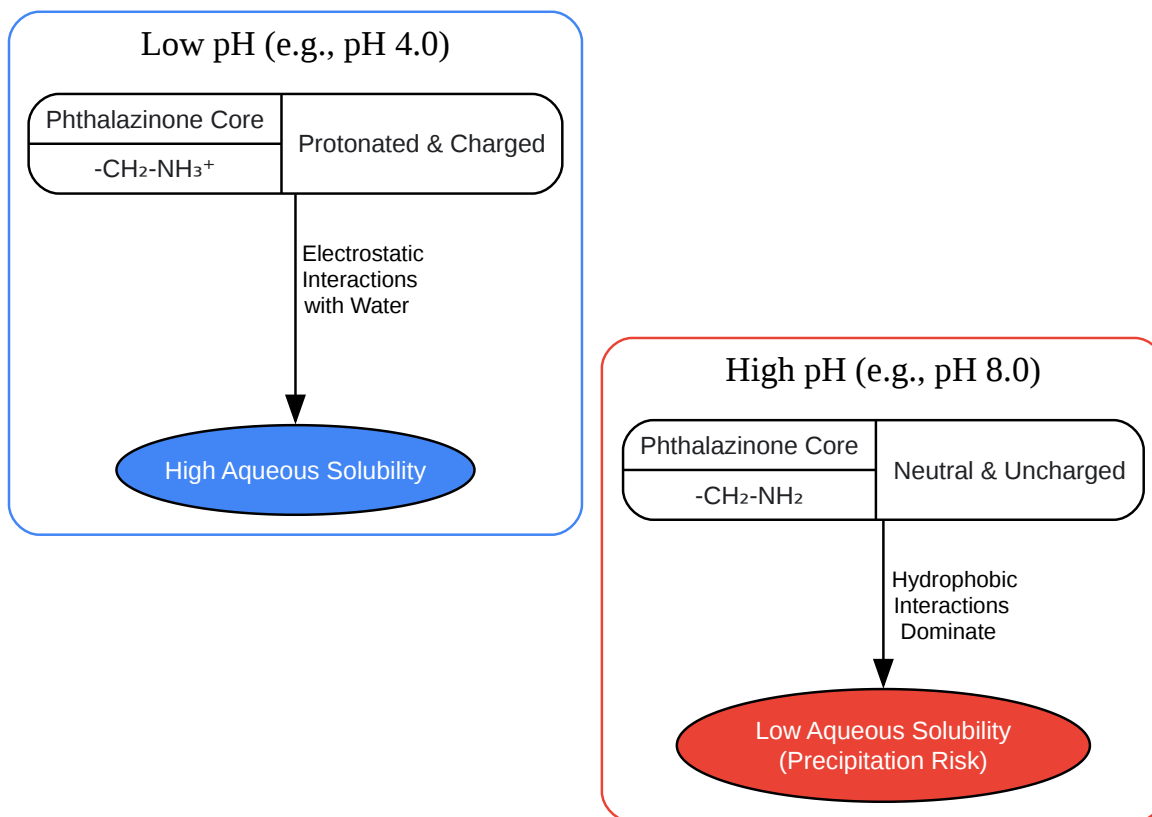 Low pH (e.g., pH 4.0)
Phthalazinone Core
-CH₂-NH₃⁺
Protonated & Charged
Electrostatic
Interactions
with Water
High Aqueous Solubility
High pH (e.g., pH 8.0)
Phthalazinone Core
-CH₂-NH₂
Neutral & Uncharged
Hydrophobic
Interactions
Dominate
Low Aqueous Solubility
(Precipitation Risk)